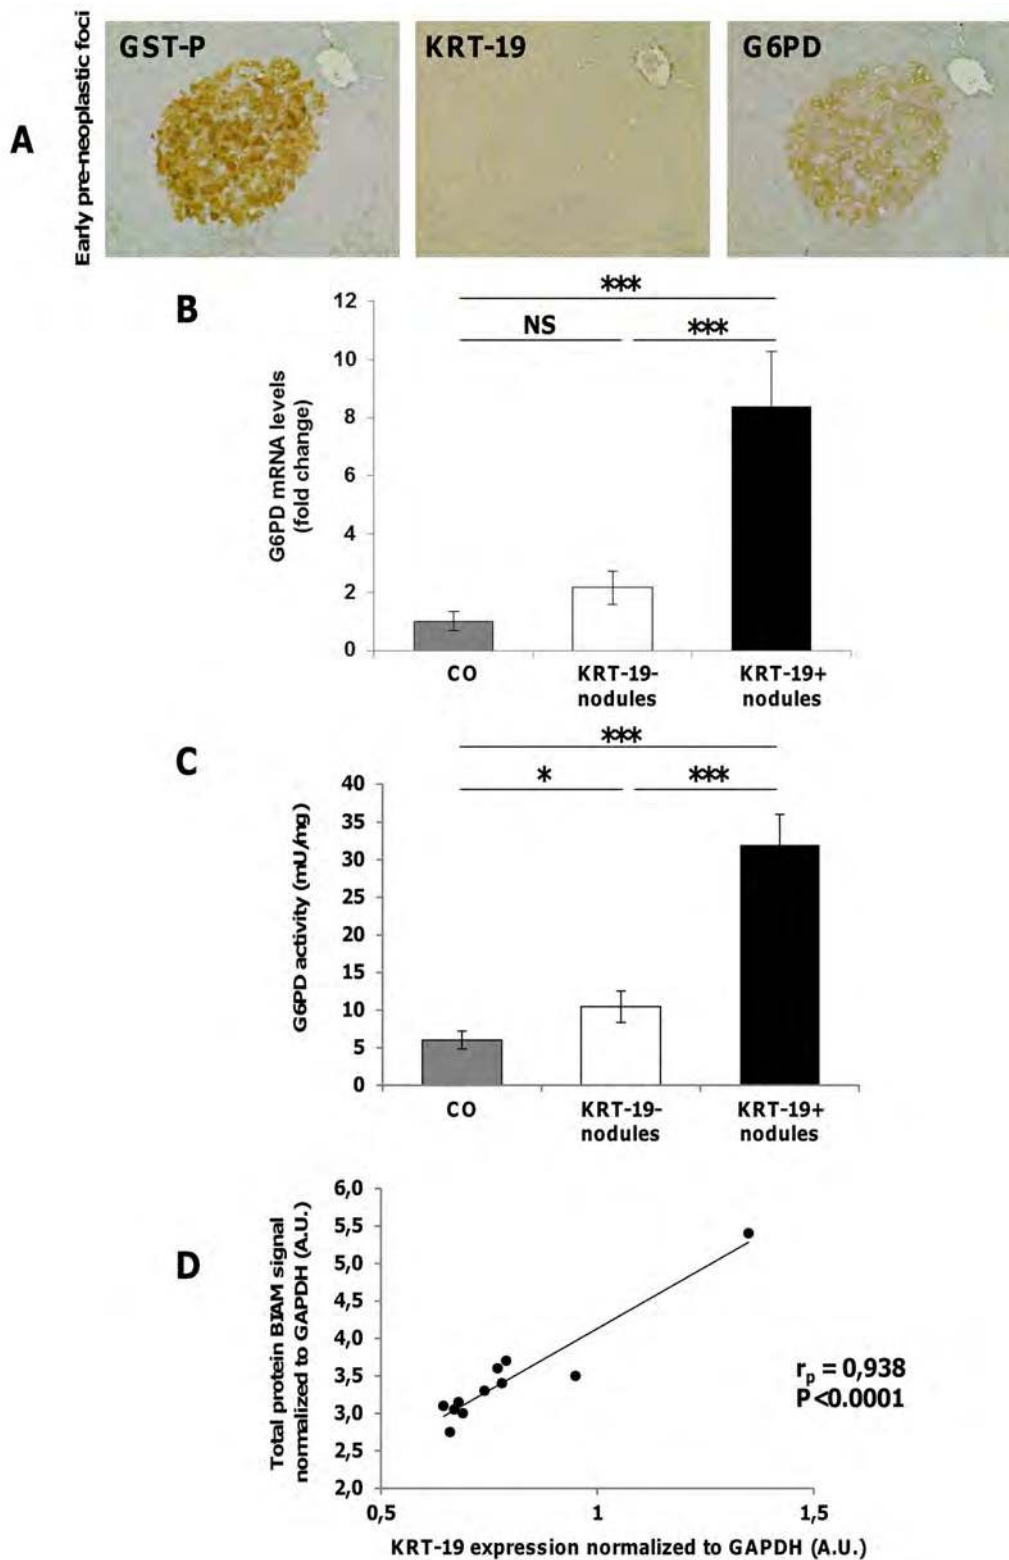 A
Early pre-neoplastic foci
GST-P
KRT-19
G6PD
B
G6PD mRNA levels
(fold change)
12
10
8
6
4
2
0
***
NS
***
CO
KRT-19-
nodules
KRT-19+
nodules
C
G6PD activity (mU/mg)
40
35
30
25
20
15
10
5
0
***
*
***
CO
KRT-19-
nodules
KRT-19+
nodules
D
Total protein BIAM signal
normalized to GAPDH (A.U.)
6,0
5,5
5,0
4,5
4,0
3,5
3,0
2,5
2,0
rp = 0,938
P<0.0001
0,5
1
1,5
KRT-19 expression normalized to GAPDH (A.U.)